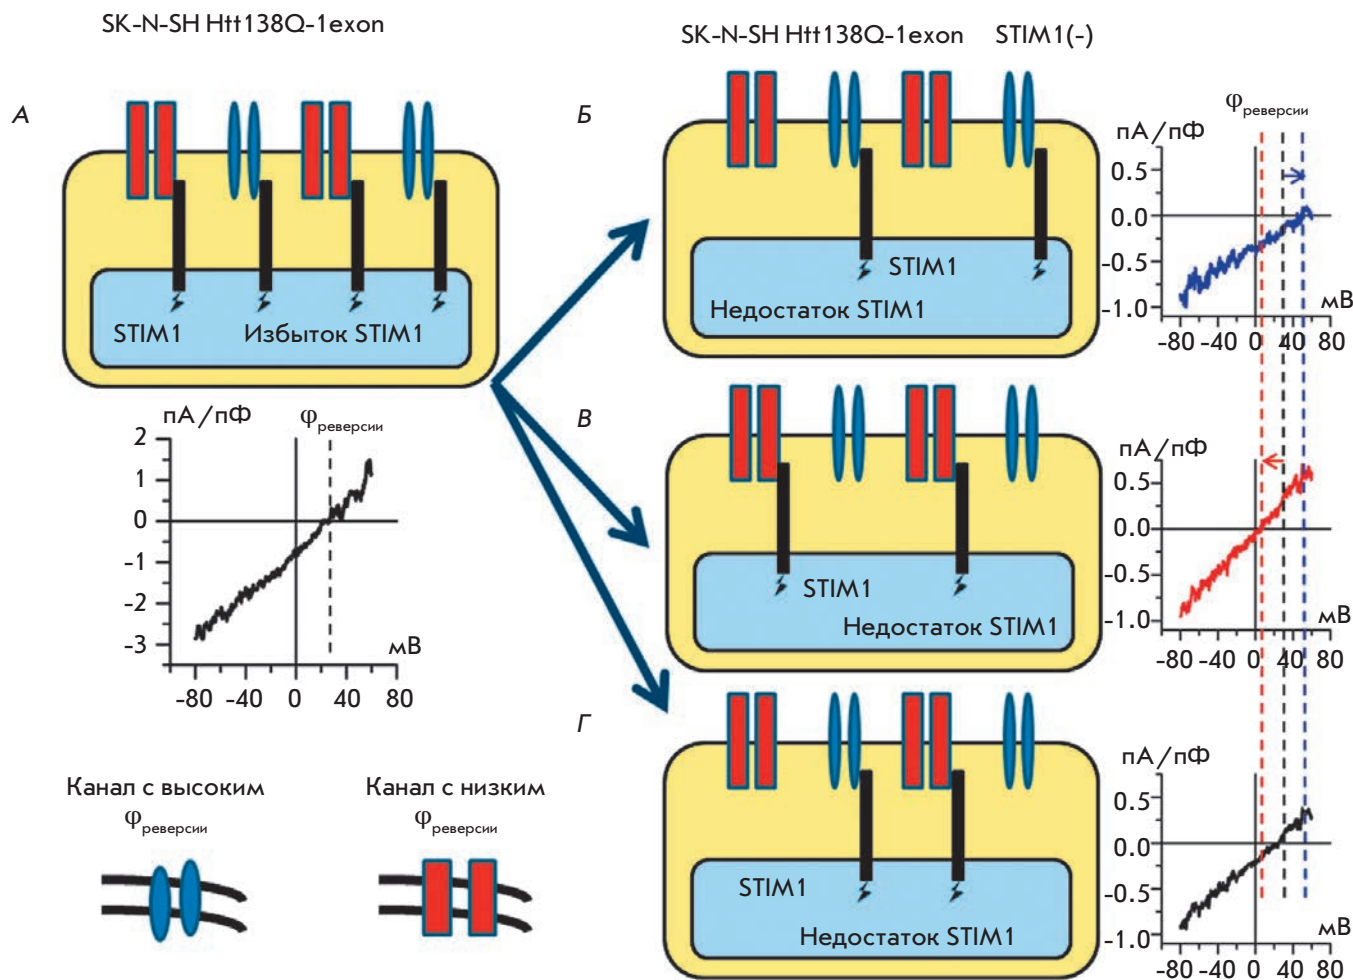 SK-N-SH Htt138Q-1exon
А
STIM1
Избыток STIM1
пА/пФ
φреверсии
2
1
0
-1
-2
-3
мВ
-80 -40 0 40 80
Канал с высоким
φреверсии
Канал с низким
φреверсии
SK-N-SH Htt138Q-1exon STIM1(-)
Б
STIM1
Недостаток STIM1
φреверсии
пА/пФ
0.5
0.0
-0.5
-1.0
мВ
-80 -40 0 40 80
В
STIM1
Недостаток STIM1
пА/пФ
0.5
0.0
-0.5
-1.0
мВ
-80 -40 0 40 80
Г
STIM1
Недостаток STIM1
пА/пФ
0.5
0.0
-0.5
-1.0
мВ
-80 -40 0 40 80